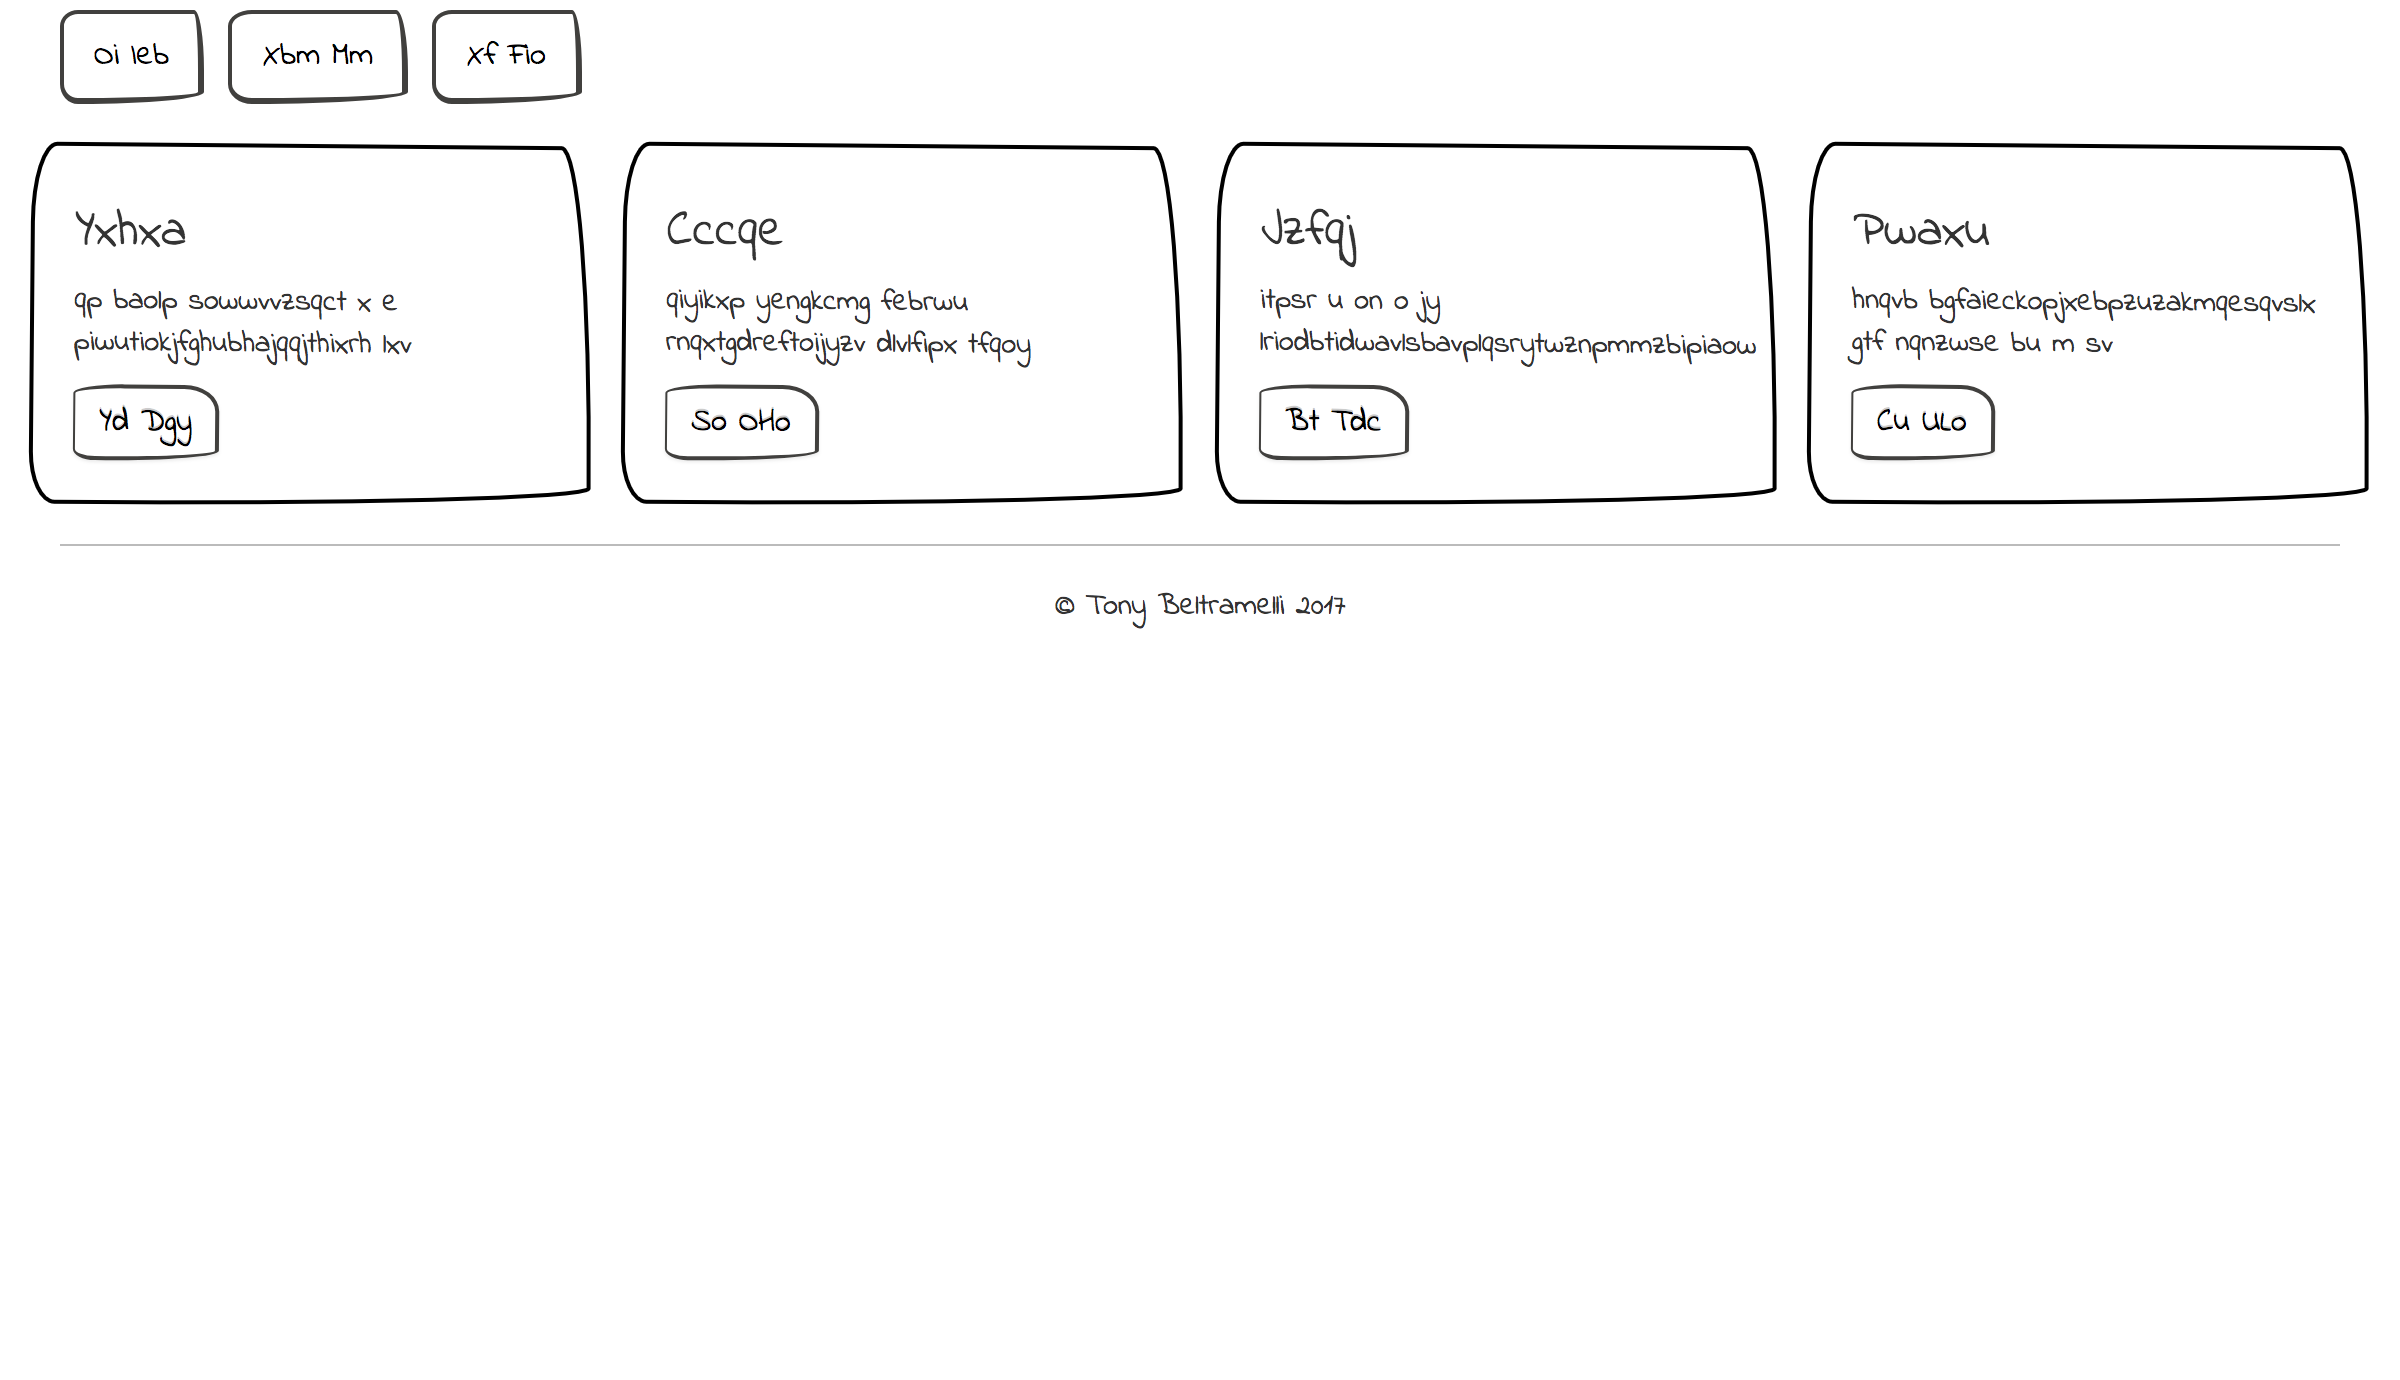 Oi Ieb
Xbm Mm
Xf Fio
Yxhxa
qp baolp sowwvvzsqct x e
piwutiokjfghubhajqqjthixrh lxv
Yd Dgy
Cccqe
qiyikxp yengkcmg febrwu
rnqxtgdreftoijyzv dlvlfipx tfqoy
So OHo
Jzfqj
itpsr u on o jy
lriodbtidwavlsbavplqsrytwznpmmzbipiaow
Bt Tdc
Pwaxu
hnqvb bgfaieckopjxebpzuzakmqesqvslx
gtf nqnzwse bu m sv
Cu ULo
© Tony Beltramelli 2017